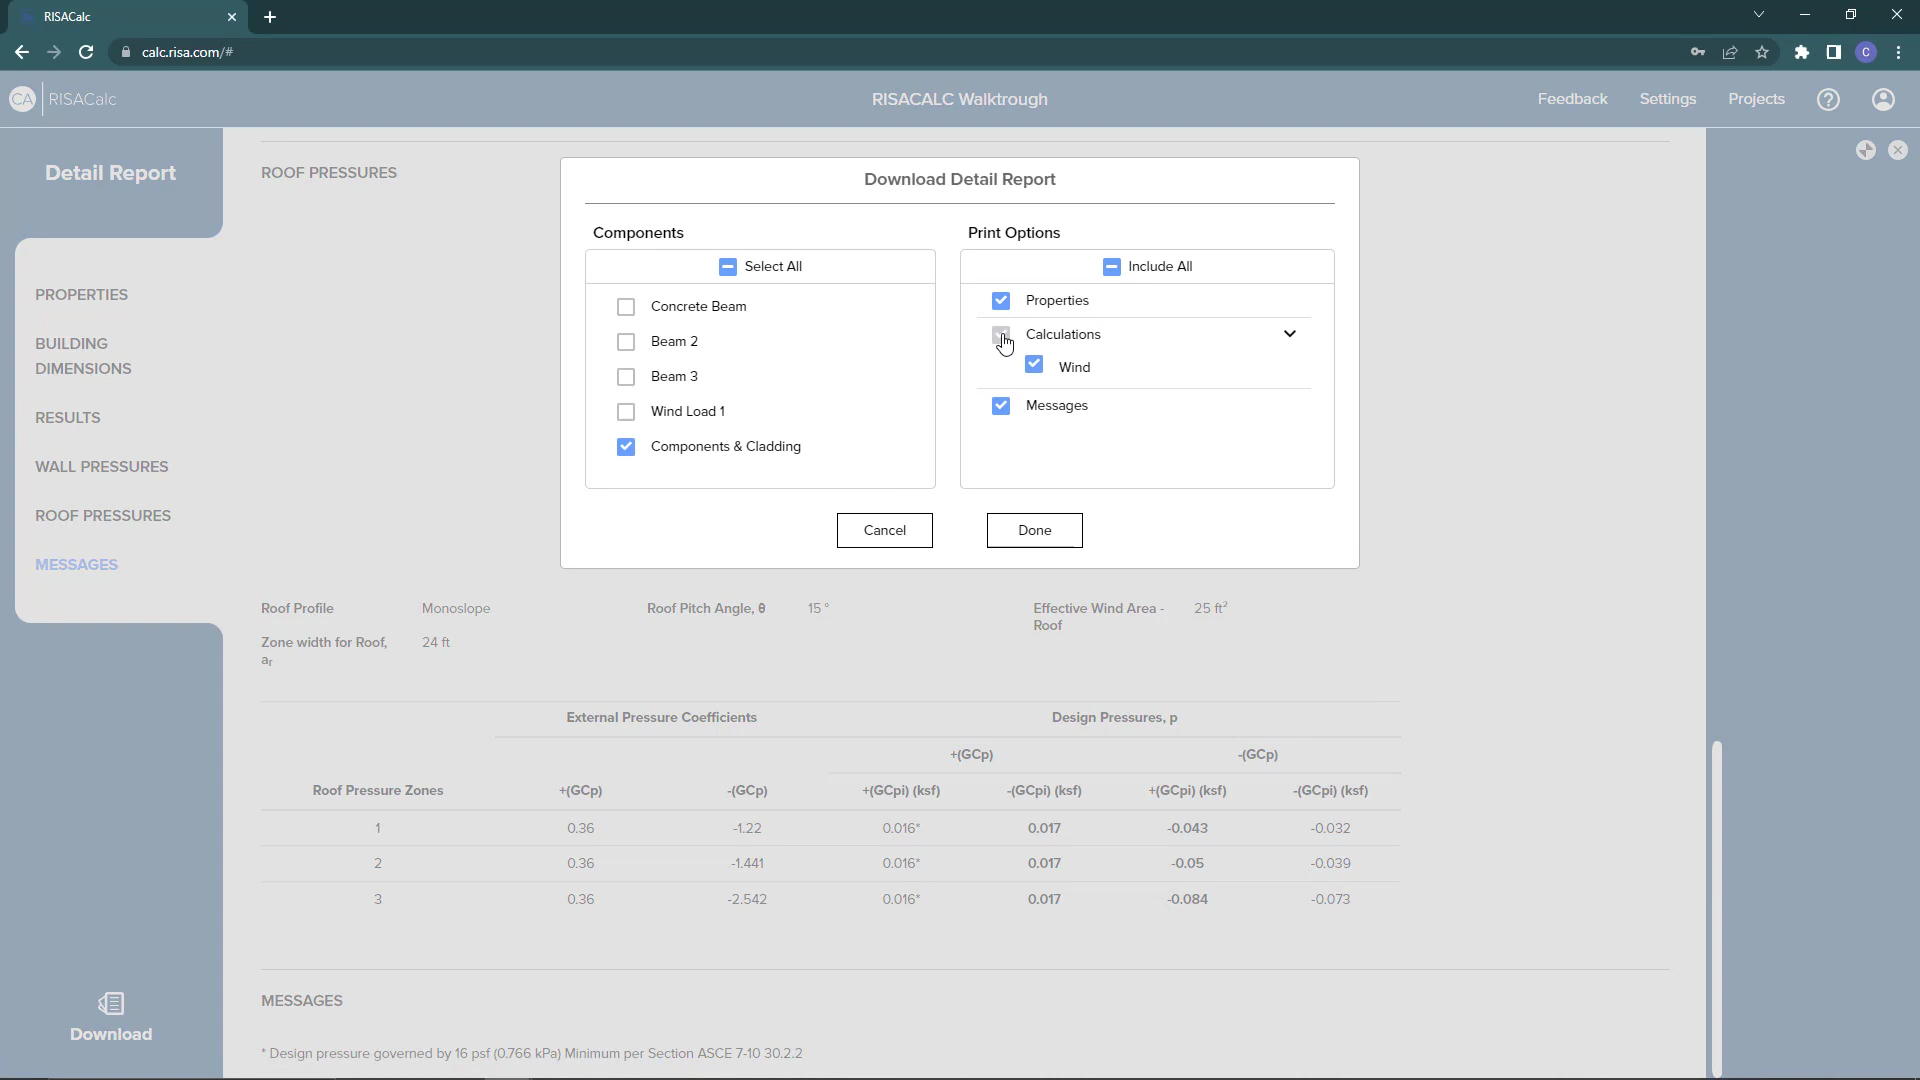 RISACalc
calc.risa.com/#
C
CA RISACalc
RISACALC Walktrough
Feedback Settings Projects ?
Detail Report
PROPERTIES
BUILDING
DIMENSIONS
RESULTS
WALL PRESSURES
ROOF PRESSURES
MESSAGES
Download
ROOF PRESSURES
Download Detail Report
Components
Select All
Concrete Beam
Beam 2
Beam 3
Wind Load 1
Components & Cladding
Print Options
Include All
Properties
Calculations
Wind
Messages
Cancel Done
Roof Profile Monoslope Roof Pitch Angle, θ 15 ° Effective Wind Area - 25 ft²
Roof
Zone width for Roof, 24 ft
ar
External Pressure Coefficients Design Pressures, p
+(GCp) -(GCp)
Roof Pressure Zones +(GCp) -(GCp) +(GCpi) (ksf) -(GCpi) (ksf) +(GCpi) (ksf) -(GCpi) (ksf)
1 0.36 -1.22 0.016* 0.017 -0.043 -0.032
2 0.36 -1.441 0.016* 0.017 -0.05 -0.039
3 0.36 -2.542 0.016* 0.017 -0.084 -0.073
MESSAGES
* Design pressure governed by 16 psf (0.766 kPa) Minimum per Section ASCE 7-10 30.2.2